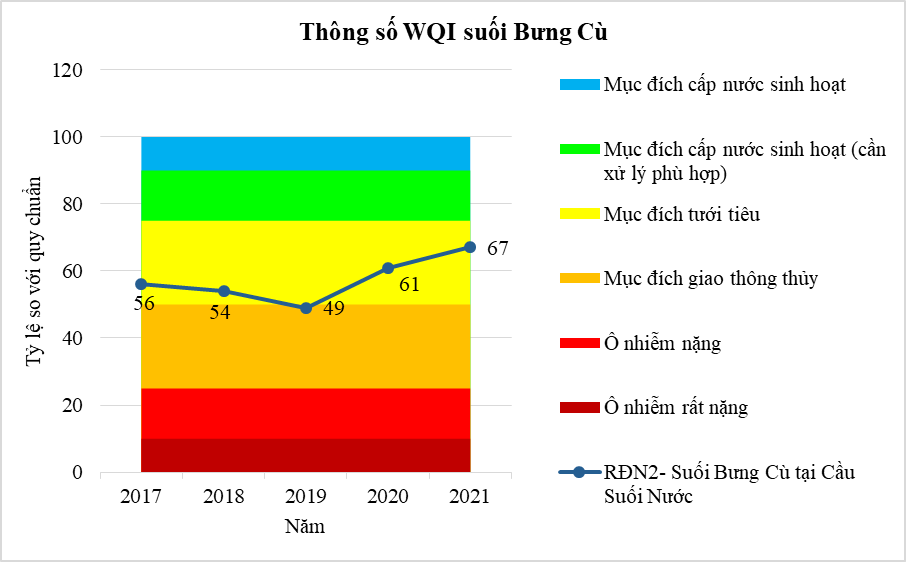 Thông số WQI suối Bưng Cù
Tỷ lệ so với quy chuẩn
120
100
80
60
40
20
0
56
54
49
61
67
2017 2018 2019 2020 2021
Năm
Mục đích cấp nước sinh hoạt
Mục đích cấp nước sinh hoạt (cần
xử lý phù hợp)
Mục đích tưới tiêu
Mục đích giao thông thủy
Ô nhiễm nặng
Ô nhiễm rất nặng
RĐN2- Suối Bưng Cù tại Cầu
Suối Nước